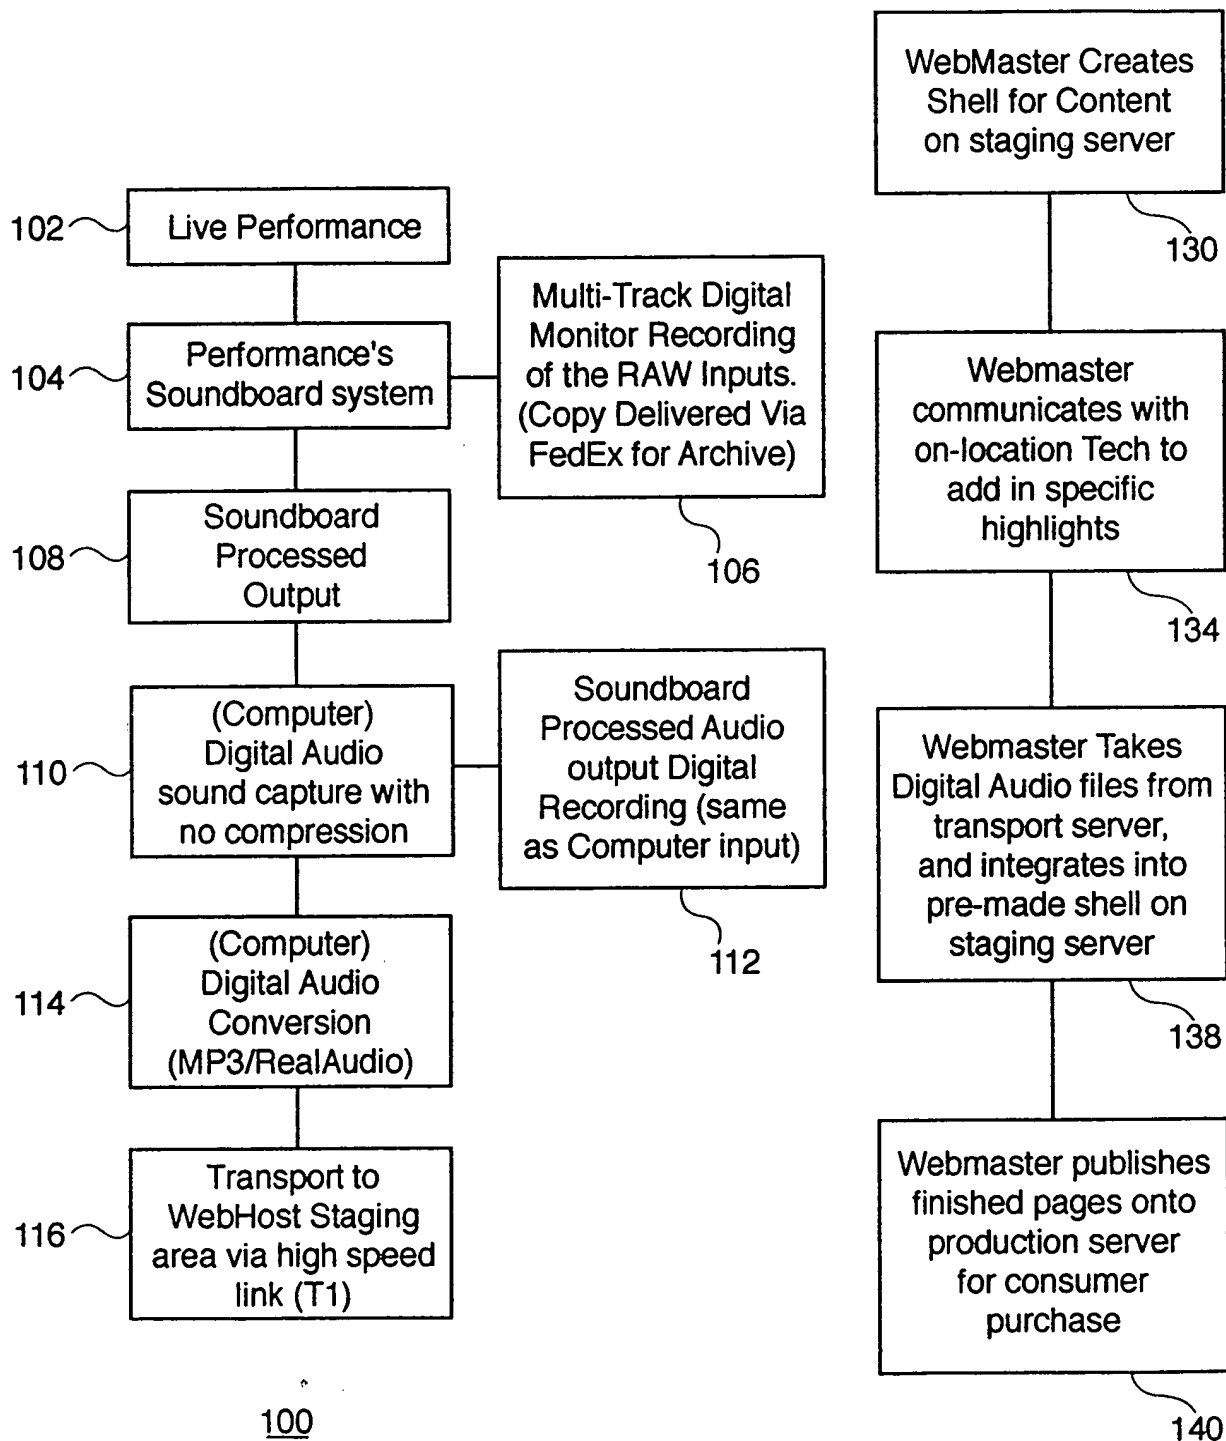 102
Live Performance
104
Performance's
Soundboard system
Multi-Track Digital
Monitor Recording
of the RAW Inputs.
(Copy Delivered Via
FedEx for Archive)
106
108
Soundboard
Processed
Output
110
(Computer)
Digital Audio
sound capture with
no compression
Soundboard
Processed Audio
output Digital
Recording (same
as Computer input)
112
114
(Computer)
Digital Audio
Conversion
(MP3/RealAudio)
116
Transport to
WebHost Staging
area via high speed
link (T1)
100
WebMaster Creates
Shell for Content
on staging server
130
Webmaster
communicates with
on-location Tech to
add in specific
highlights
134
Webmaster Takes
Digital Audio files from
transport server,
and integrates into
pre-made shell on
staging server
138
Webmaster publishes
finished pages onto
production server
for consumer
purchase
140